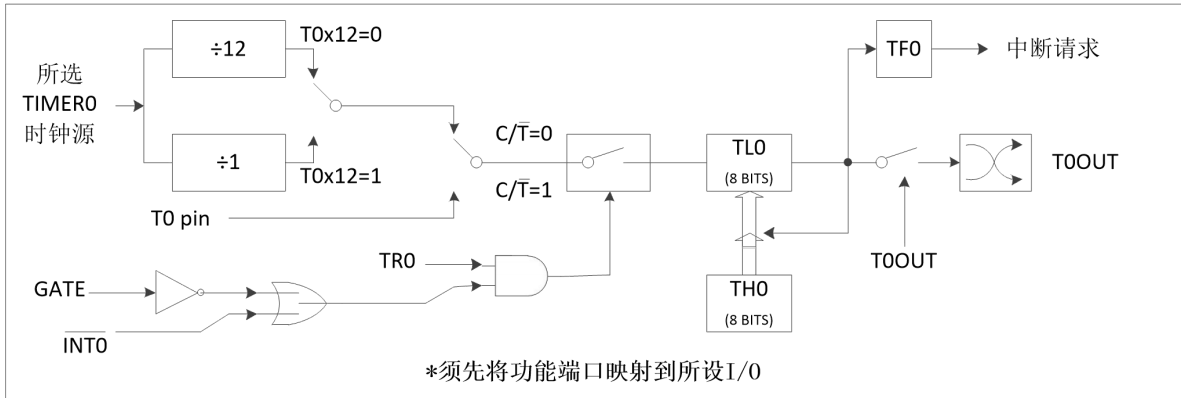 ÷12
T0x12=0
所选
TIMER0
时钟源
÷1
T0x12=1
T0 pin
C/T̅=0
C/T̅=1
TL0
(8 BITS)
TF0
中断请求
T0OUT
T0OUT
TR0
GATE
INT0
TH0
(8 BITS)
*须先将功能端口映射到所设I/0